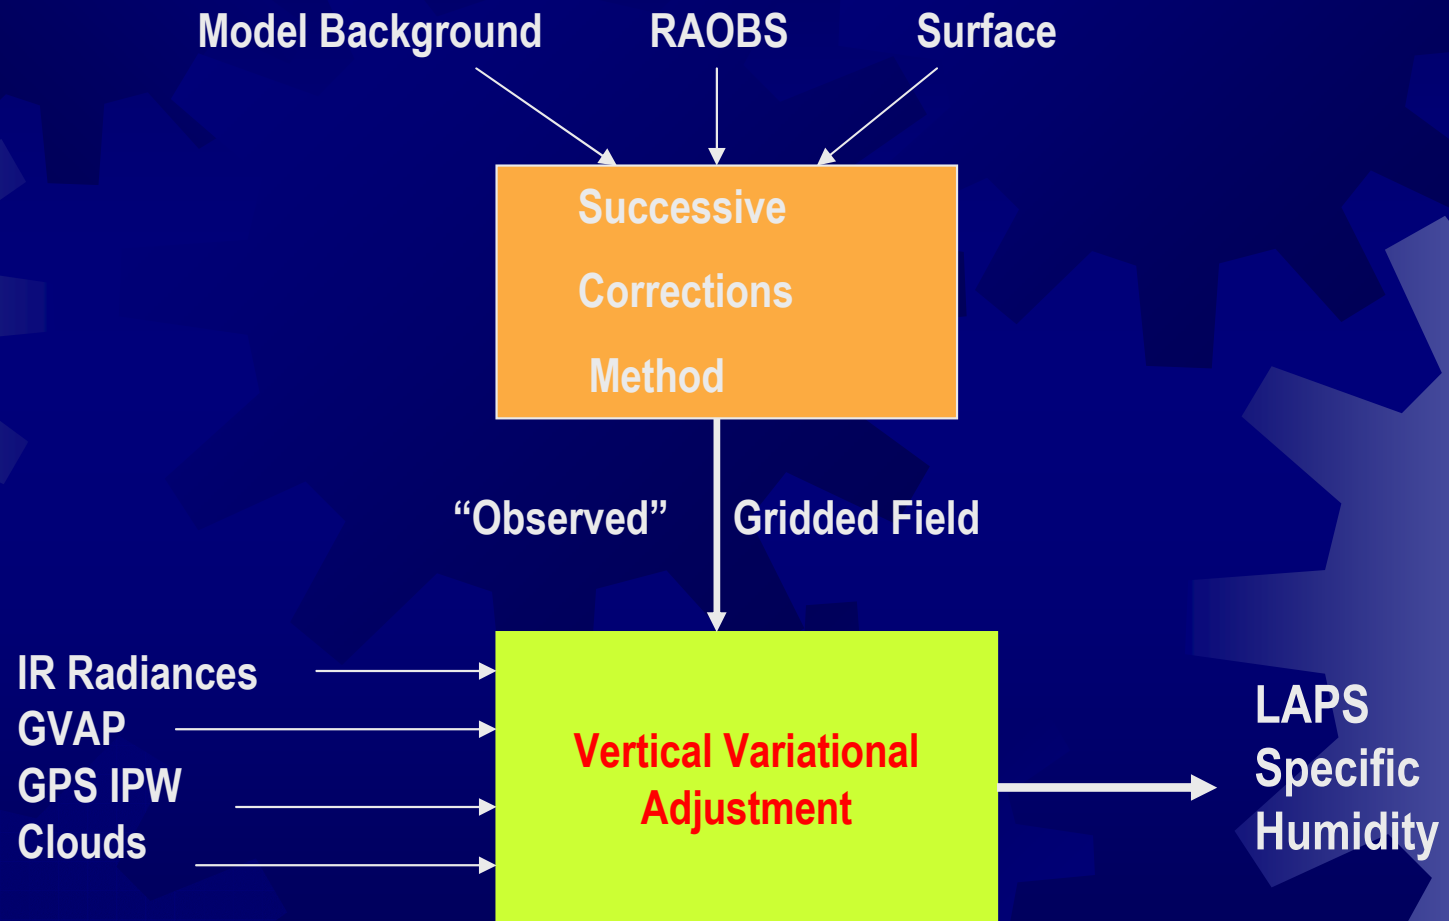 Model Background RAOBS Surface
Successive
Corrections
Method
“Observed” Gridded Field
IR Radiances
GVAP
GPS IPW
Clouds
Vertical Variational
Adjustment
LAPS
Specific
Humidity